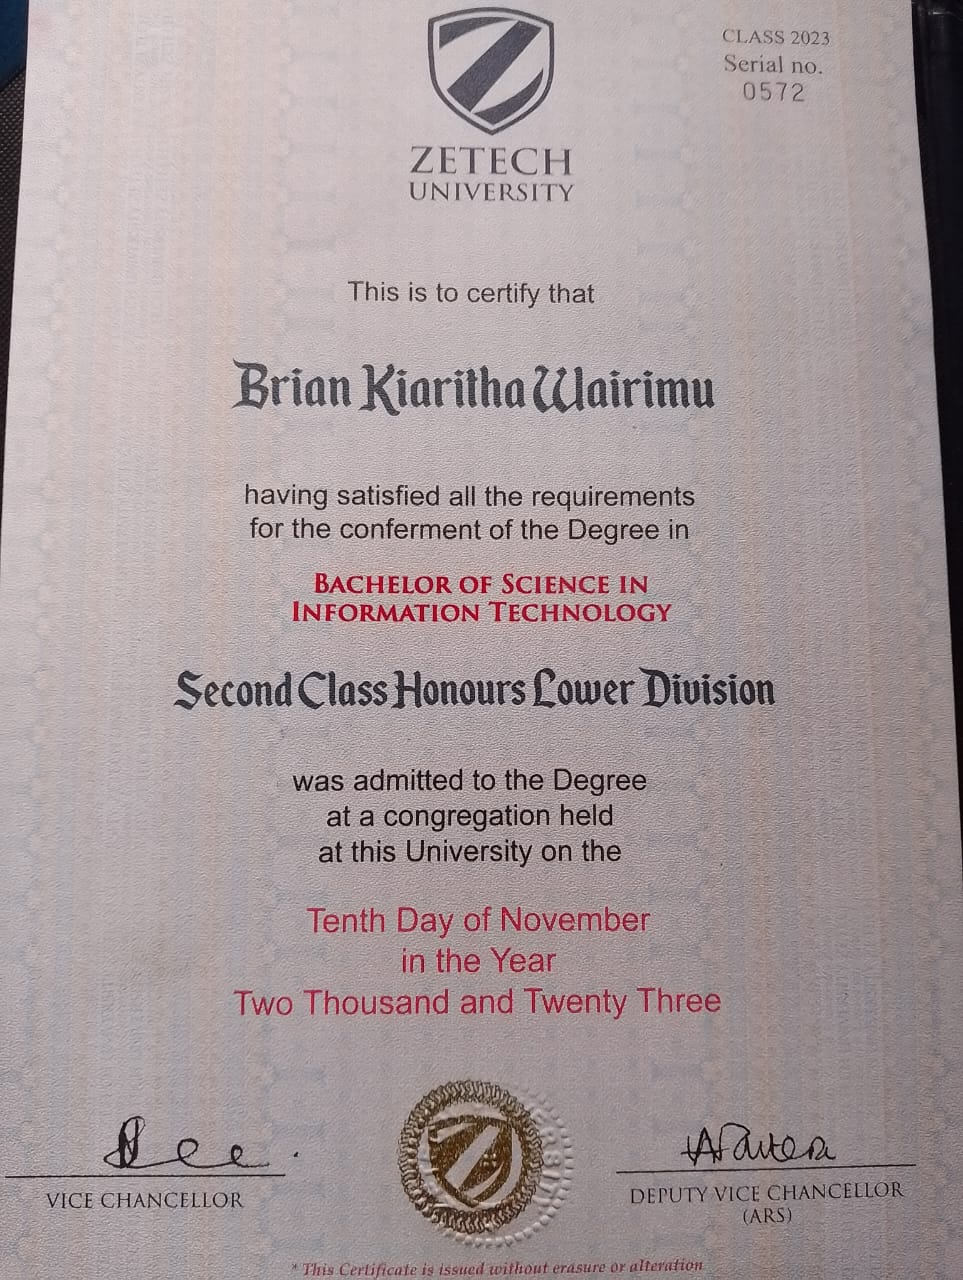 CLASS 2023
Serial no.
0572
ZETECH
UNIVERSITY
This is to certify that
Brian Kiaritha Wairimu
having satisfied all the requirements
for the conferment of the Degree in
BACHELOR OF SCIENCE IN
INFORMATION TECHNOLOGY
Second Class Honours Lower Division
was admitted to the Degree
at a congregation held
at this University on the
Tenth Day of November
in the Year
Two Thousand and Twenty Three
VICE CHANCELLOR
DEPUTY VICE CHANCELLOR
(ARS)
* This Certificate is issued without erasure or alteration